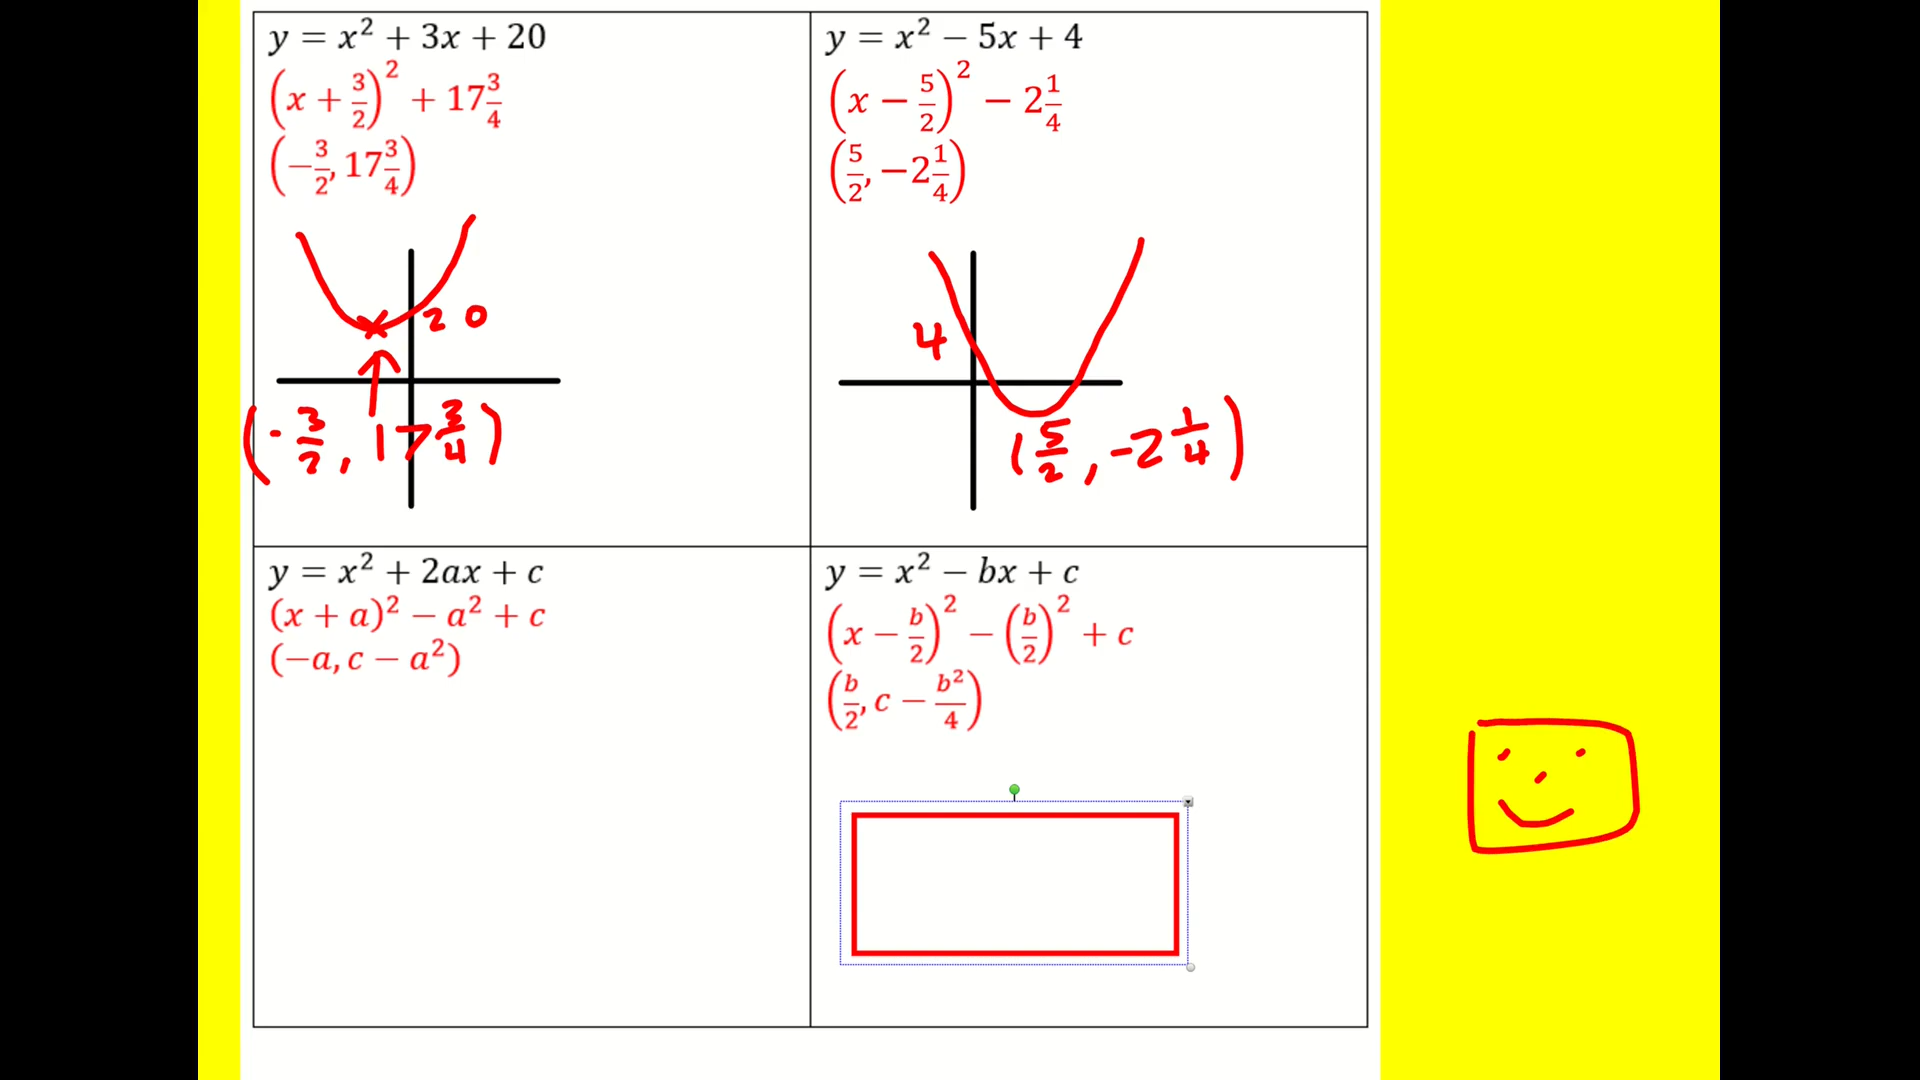 y = x² + 3x + 20
(x + 3/2)² + 17 3/4
(−3/2, 17 3/4)
20
(-3/2, 17 3/4)
y = x² − 5x + 4
(x − 5/2)² − 2 1/4
(5/2, −2 1/4)
4
(5/2, -2 1/4)
y = x² + 2ax + c
(x + a)² − a² + c
(−a, c − a²)
y = x² − bx + c
(x − b/2)² − (b/2)² + c
(b/2, c − b²/4)